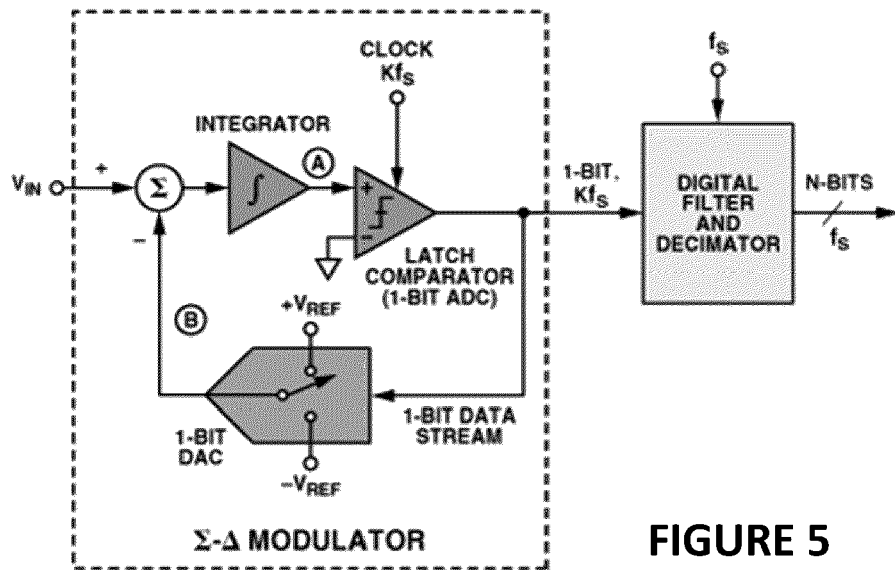 CLOCK
KfS
fS
INTEGRATOR
A
VIN
+
Σ
∫
+
−
−
1-BIT,
KfS
DIGITAL
FILTER
AND
DECIMATOR
N-BITS
fS
LATCH
COMPARATOR
(1-BIT ADC)
B
+VREF
1-BIT DATA
STREAM
1-BIT
DAC
−VREF
Σ-Δ MODULATOR
FIGURE 5